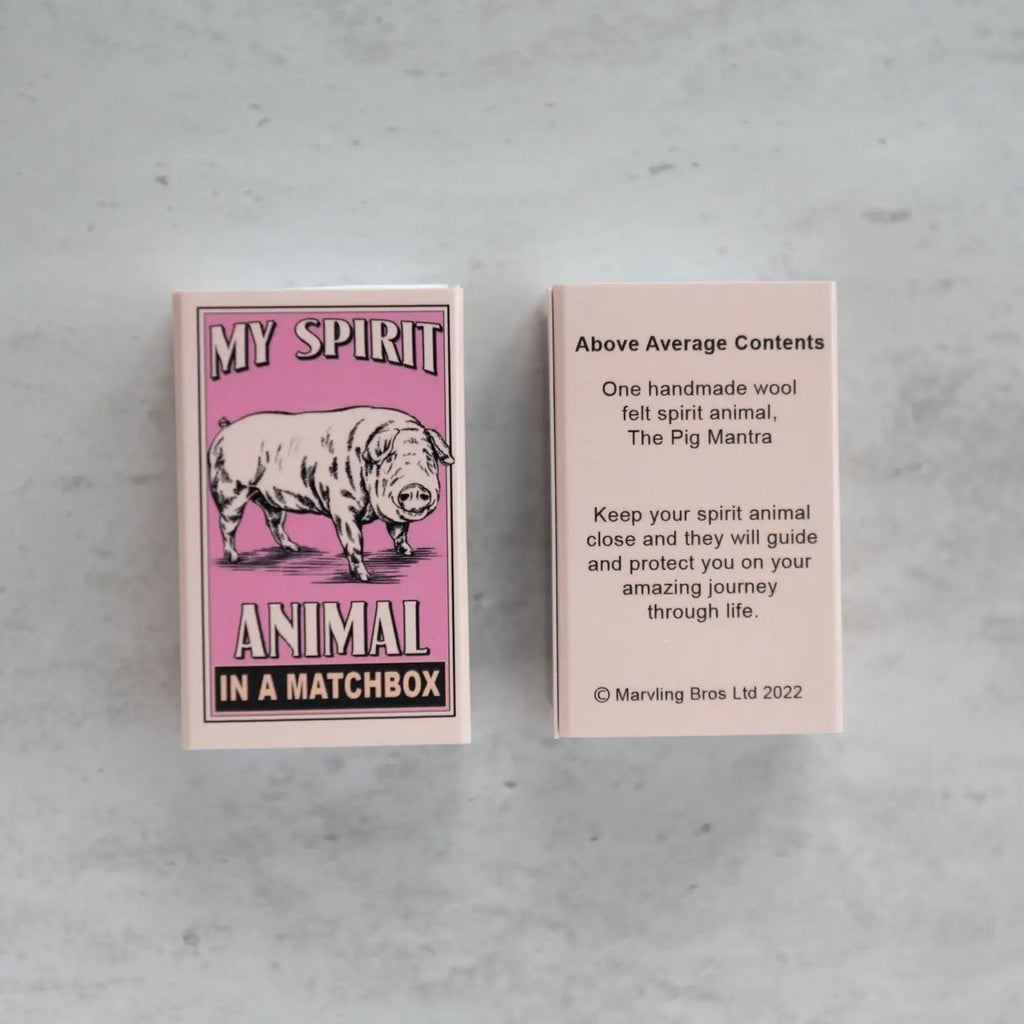 MY SPIRIT
ANIMAL
IN A MATCHBOX
Above Average Contents
One handmade wool
felt spirit animal,
The Pig Mantra
Keep your spirit animal
close and they will guide
and protect you on your
amazing journey
through life.
© Marvling Bros Ltd 2022